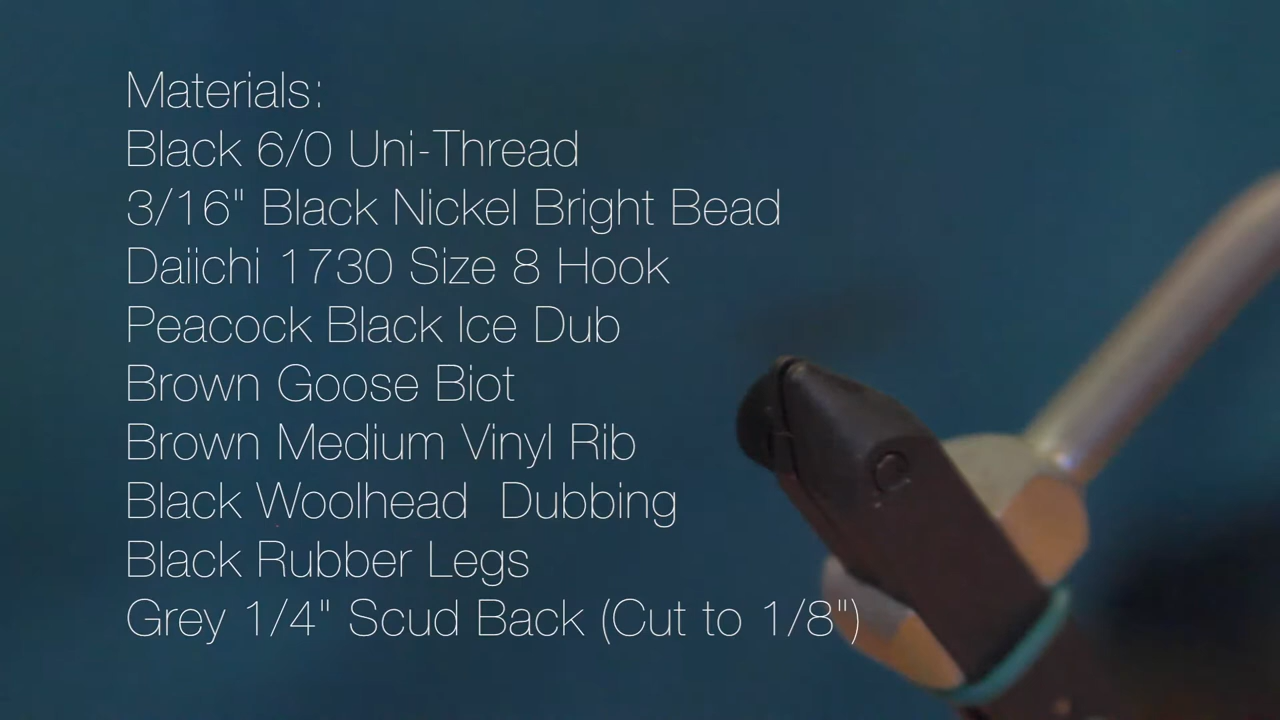 Materials:
Black 6/0 Uni-Thread
3/16" Black Nickel Bright Bead
Daiichi 1730 Size 8 Hook
Peacock Black Ice Dub
Brown Goose Biot
Brown Medium Vinyl Rib
Black Woolhead  Dubbing
Black Rubber Legs
Grey 1/4" Scud Back (Cut to 1/8")